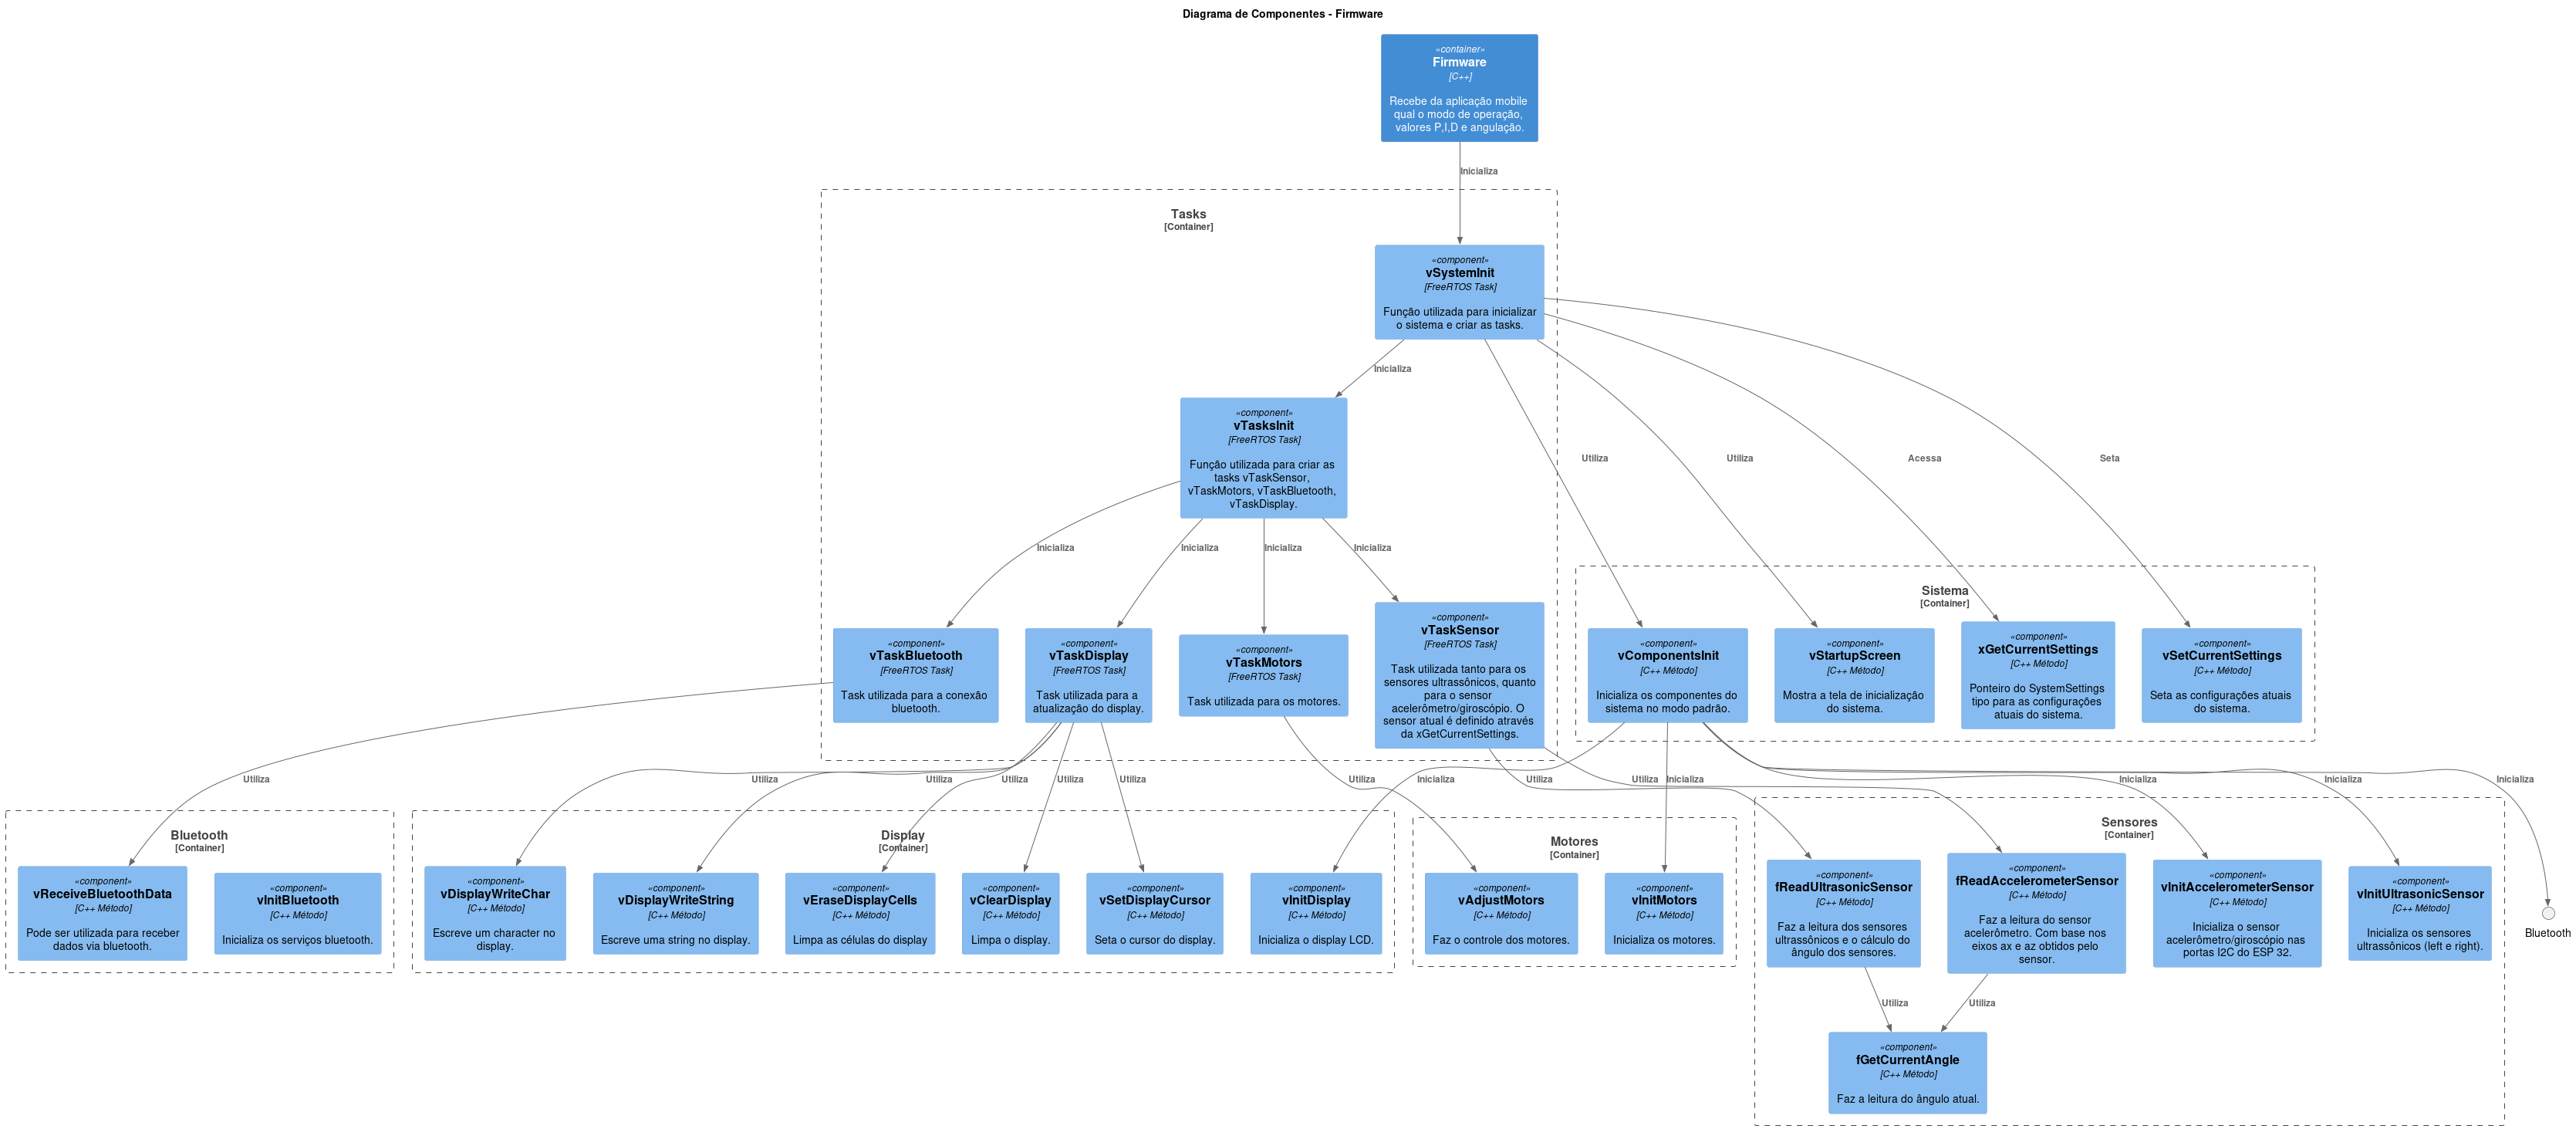 Diagrama de Componentes - Firmware
«container»
Firmware
[C++]
Recebe da aplicação mobile
qual o modo de operação,
valores P,I,D e angulação.
Inicializa
Tasks
[Container]
«component»
vSystemInit
[FreeRTOS Task]
Função utilizada para inicializar
o sistema e criar as tasks.
Inicializa
Utiliza
Utiliza
Acessa
Seta
«component»
vTasksInit
[FreeRTOS Task]
Função utilizada para criar as
tasks vTaskSensor,
vTaskMotors, vTaskBluetooth,
vTaskDisplay.
Inicializa
Inicializa
Inicializa
Inicializa
«component»
vTaskBluetooth
[FreeRTOS Task]
Task utilizada para a conexão
bluetooth.
«component»
vTaskDisplay
[FreeRTOS Task]
Task utilizada para a
atualização do display.
«component»
vTaskMotors
[FreeRTOS Task]
Task utilizada para os motores.
«component»
vTaskSensor
[FreeRTOS Task]
Task utilizada tanto para os
sensores ultrassônicos, quanto
para o sensor
acelerômetro/giroscópio. O
sensor atual é definido através
da xGetCurrentSettings.
Sistema
[Container]
«component»
vComponentsInit
[C++ Método]
Inicializa os componentes do
sistema no modo padrão.
«component»
vStartupScreen
[C++ Método]
Mostra a tela de inicialização
do sistema.
«component»
xGetCurrentSettings
[C++ Método]
Ponteiro do SystemSettings
tipo para as configurações
atuais do sistema.
«component»
vSetCurrentSettings
[C++ Método]
Seta as configurações atuais
do sistema.
Utiliza
Utiliza
Utiliza
Utiliza
Utiliza
Utiliza
Utiliza
Inicializa
Utiliza
Utiliza
Inicializa
Inicializa
Inicializa
Inicializa
Bluetooth
[Container]
«component»
vReceiveBluetoothData
[C++ Método]
Pode ser utilizada para receber
dados via bluetooth.
«component»
vInitBluetooth
[C++ Método]
Inicializa os serviços bluetooth.
Display
[Container]
«component»
vDisplayWriteChar
[C++ Método]
Escreve um character no
display.
«component»
vDisplayWriteString
[C++ Método]
Escreve uma string no display.
«component»
vEraseDisplayCells
[C++ Método]
Limpa as células do display
«component»
vClearDisplay
[C++ Método]
Limpa o display.
«component»
vSetDisplayCursor
[C++ Método]
Seta o cursor do display.
«component»
vInitDisplay
[C++ Método]
Inicializa o display LCD.
Motores
[Container]
«component»
vAdjustMotors
[C++ Método]
Faz o controle dos motores.
«component»
vInitMotors
[C++ Método]
Inicializa os motores.
Sensores
[Container]
«component»
fReadUltrasonicSensor
[C++ Método]
Faz a leitura dos sensores
ultrassônicos e o cálculo do
ângulo dos sensores.
«component»
fReadAccelerometerSensor
[C++ Método]
Faz a leitura do sensor
acelerômetro. Com base nos
eixos ax e az obtidos pelo
sensor.
«component»
vInitAccelerometerSensor
[C++ Método]
Inicializa o sensor
acelerômetro/giroscópio nas
portas I2C do ESP 32.
«component»
vInitUltrasonicSensor
[C++ Método]
Inicializa os sensores
ultrassônicos (left e right).
Bluetooth
Utiliza
Utiliza
«component»
fGetCurrentAngle
[C++ Método]
Faz a leitura do ângulo atual.